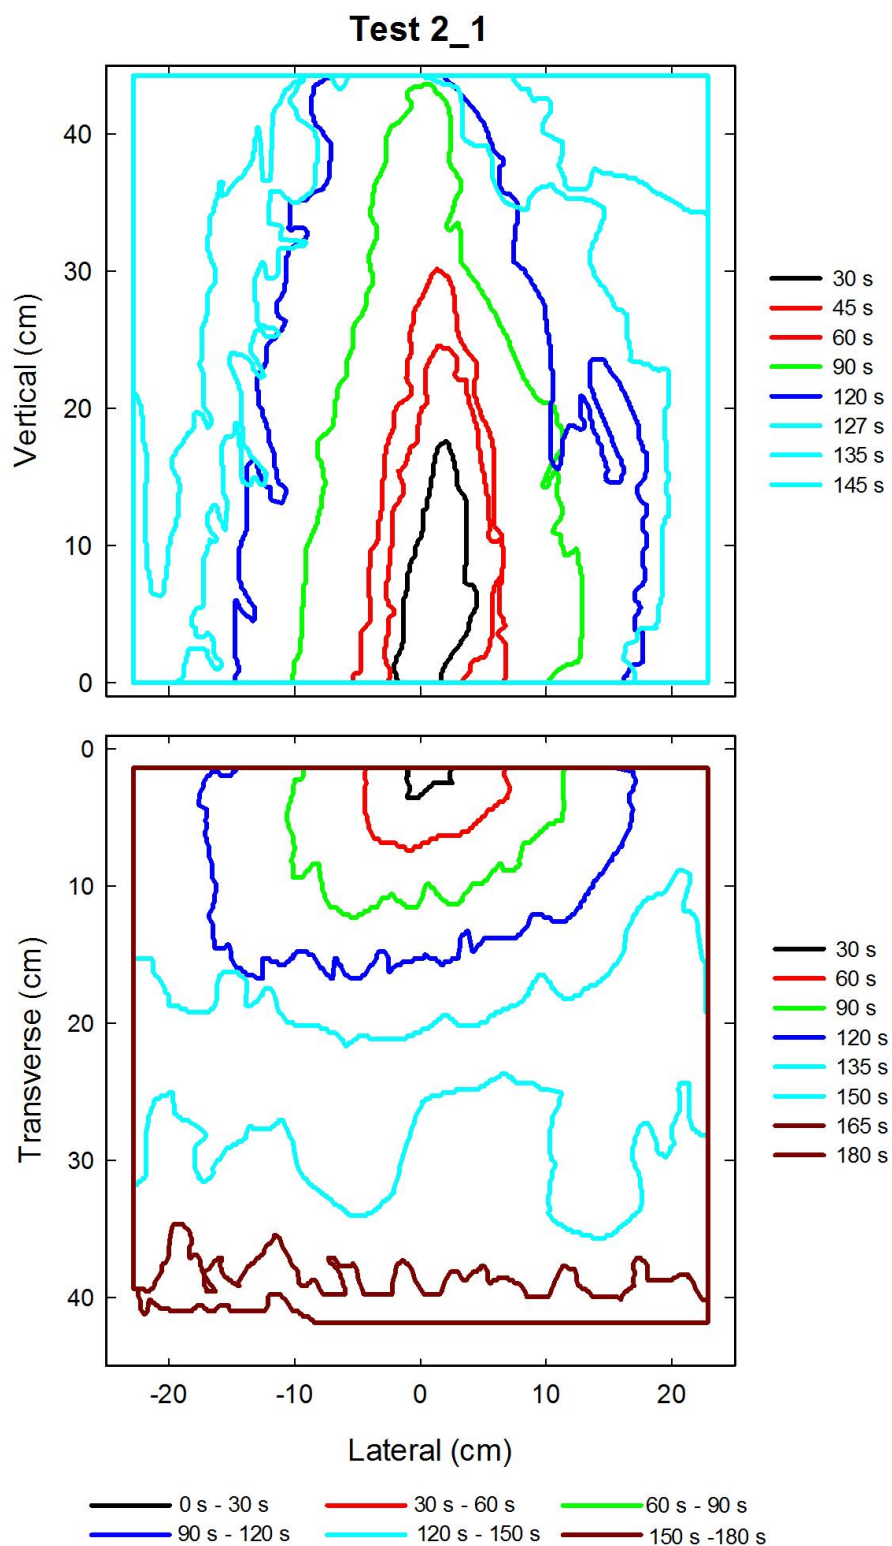 Test 2_1
40
30
20
10
0
Vertical (cm)
30 s
45 s
60 s
90 s
120 s
127 s
135 s
145 s
0
10
20
30
40
Transverse (cm)
30 s
60 s
90 s
120 s
135 s
150 s
165 s
180 s
-20 -10 0 10 20
Lateral (cm)
0 s - 30 s 30 s - 60 s 60 s - 90 s
90 s - 120 s 120 s - 150 s 150 s -180 s